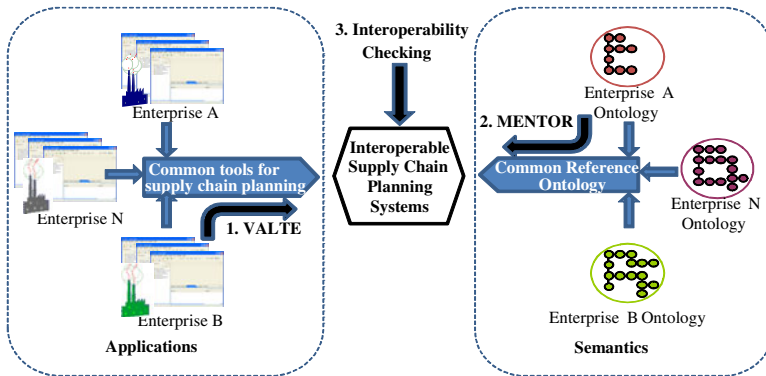 3. Interoperability
Checking
Enterprise A
Common tools for
supply chain planning
Enterprise N
1. VALTE
Enterprise B
Applications
Interoperable
Supply Chain
Planning
Systems
Enterprise A
Ontology
2. MENTOR
Common Reference
Ontology
Enterprise N
Ontology
Enterprise B Ontology
Semantics